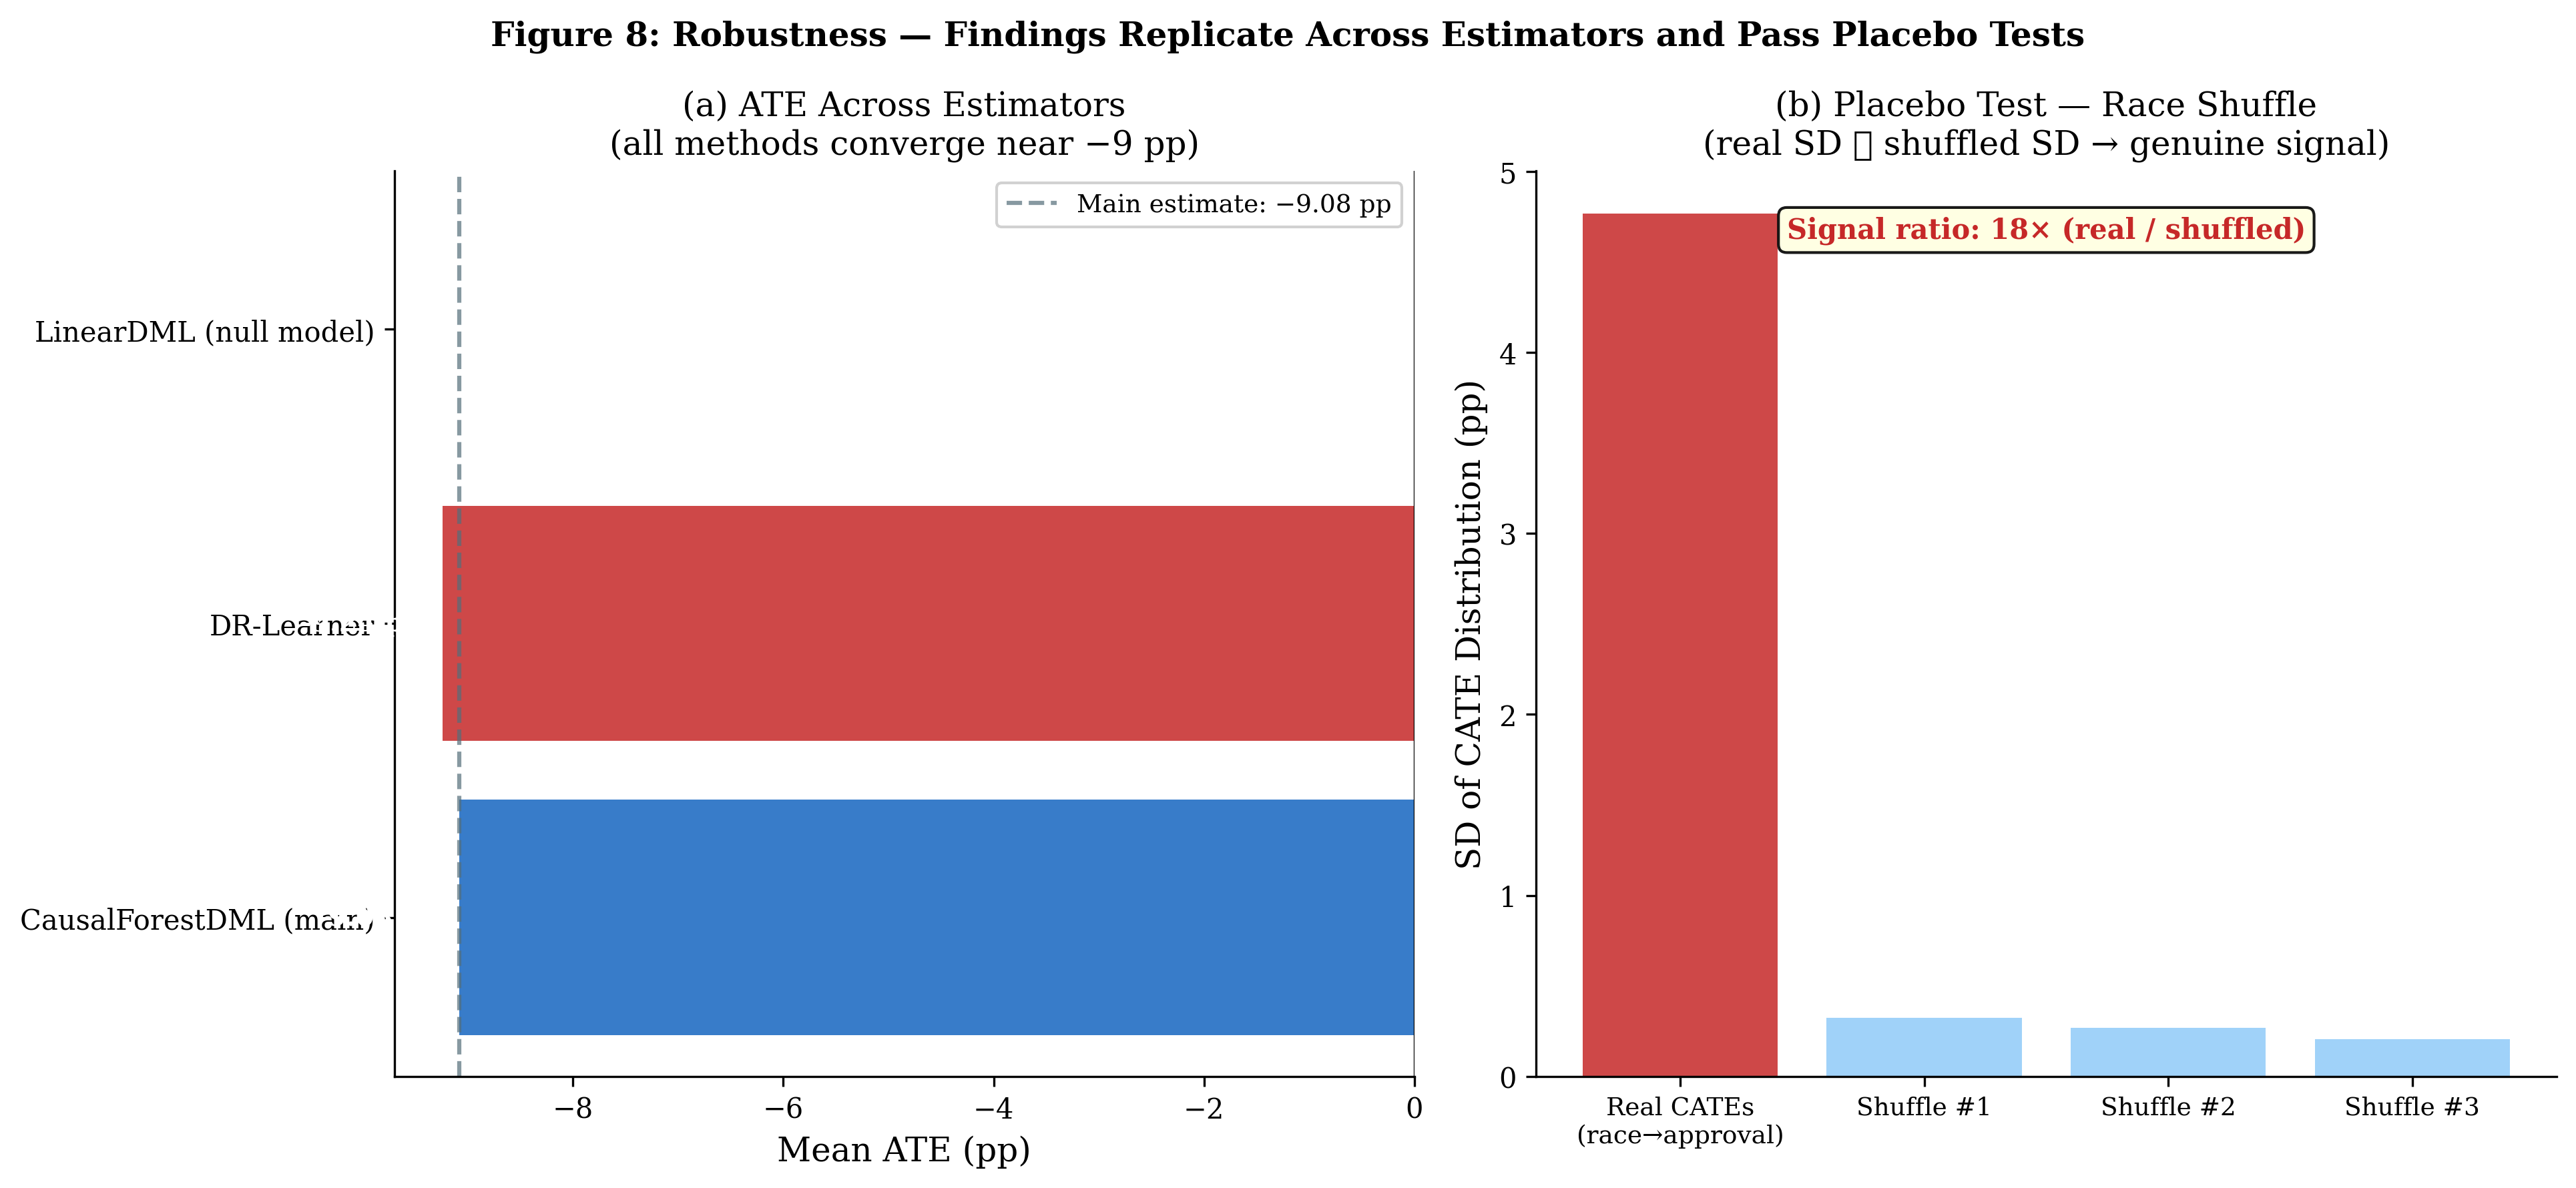 Figure 8: Robustness — Findings Replicate Across Estimators and Pass Placebo Tests
(a) ATE Across Estimators
(all methods converge near −9 pp)
Main estimate: −9.08 pp
LinearDML (null model)
DR-Learner
CausalForestDML (main)
−8
−6
−4
−2
0
Mean ATE (pp)
(b) Placebo Test — Race Shuffle
(real SD ▯ shuffled SD → genuine signal)
Signal ratio: 18× (real / shuffled)
SD of CATE Distribution (pp)
5
4
3
2
1
0
Real CATEs
(race→approval)
Shuffle #1
Shuffle #2
Shuffle #3